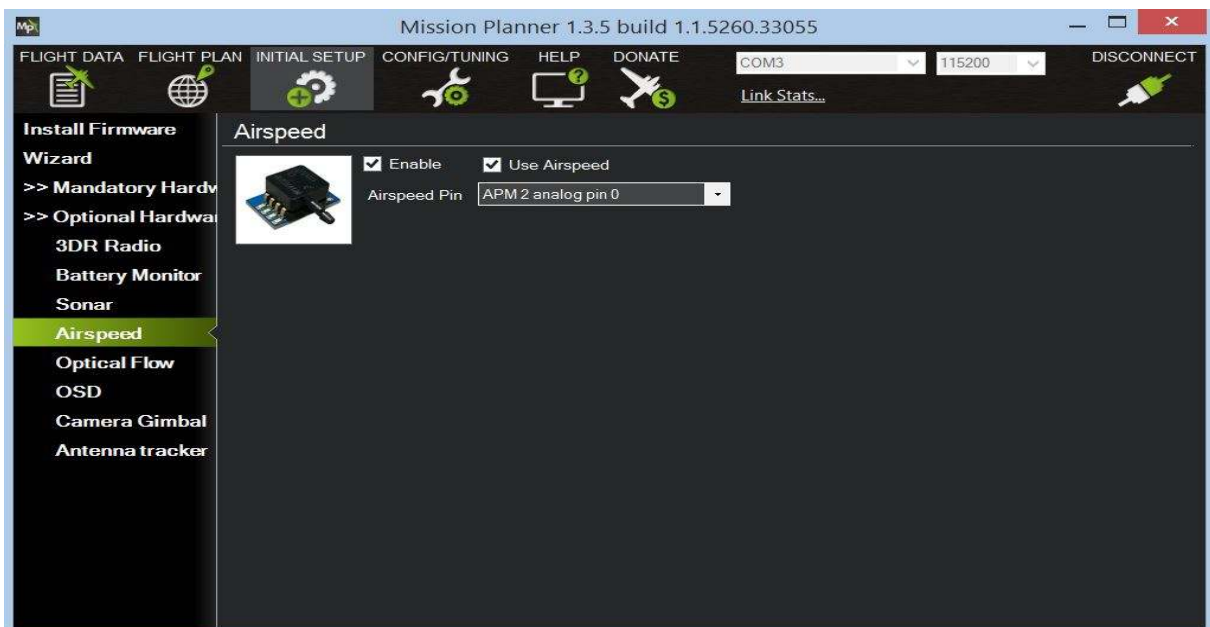 Mp
Mission Planner 1.3.5 build 1.1.5260.33055
FLIGHT DATA FLIGHT PLAN INITIAL SETUP CONFIG/TUNING HELP DONATE COM3 115200 DISCONNECT
Link Stats...
Install Firmware
Wizard
>> Mandatory Hardw
>> Optional Hardwar
3DR Radio
Battery Monitor
Sonar
Airspeed
Optical Flow
OSD
Camera Gimbal
Antenna tracker
Airspeed
Enable Use Airspeed
Airspeed Pin APM 2 analog pin 0